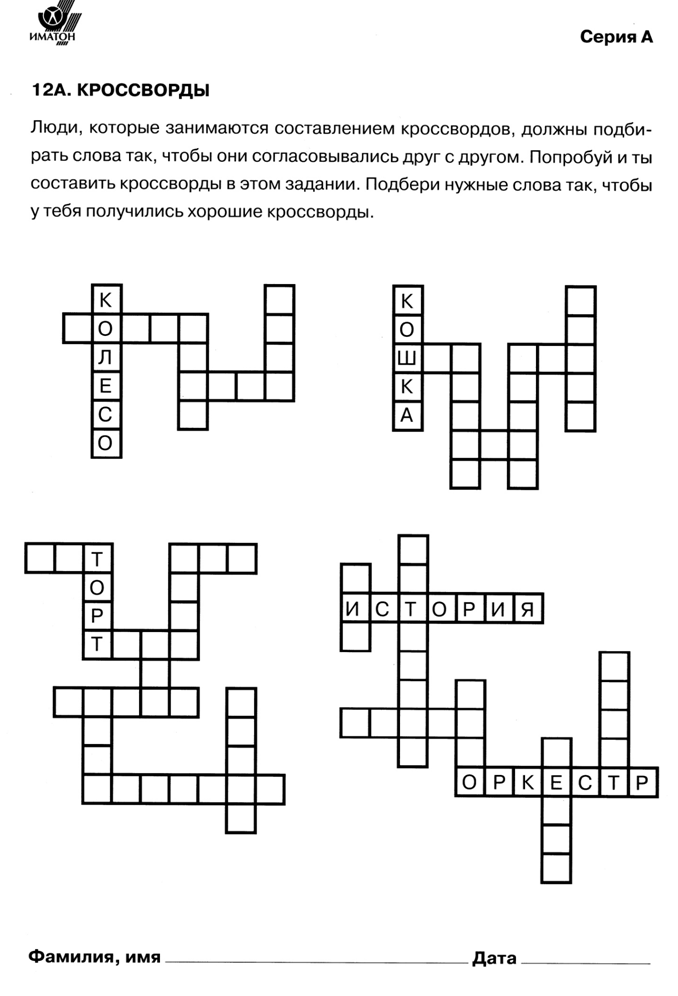 ИМАТОН
Серия А
12А. КРОССВОРДЫ
Люди, которые занимаются составлением кроссвордов, должны подби-
рать слова так, чтобы они согласовывались друг с другом. Попробуй и ты
составить кроссворды в этом задании. Подбери нужные слова так, чтобы
у тебя получились хорошие кроссворды.
КОЛЕСО
КОШКА
ТОРТ
ИСТОРИЯ
ОРКЕСТР
Фамилия, имя
Дата